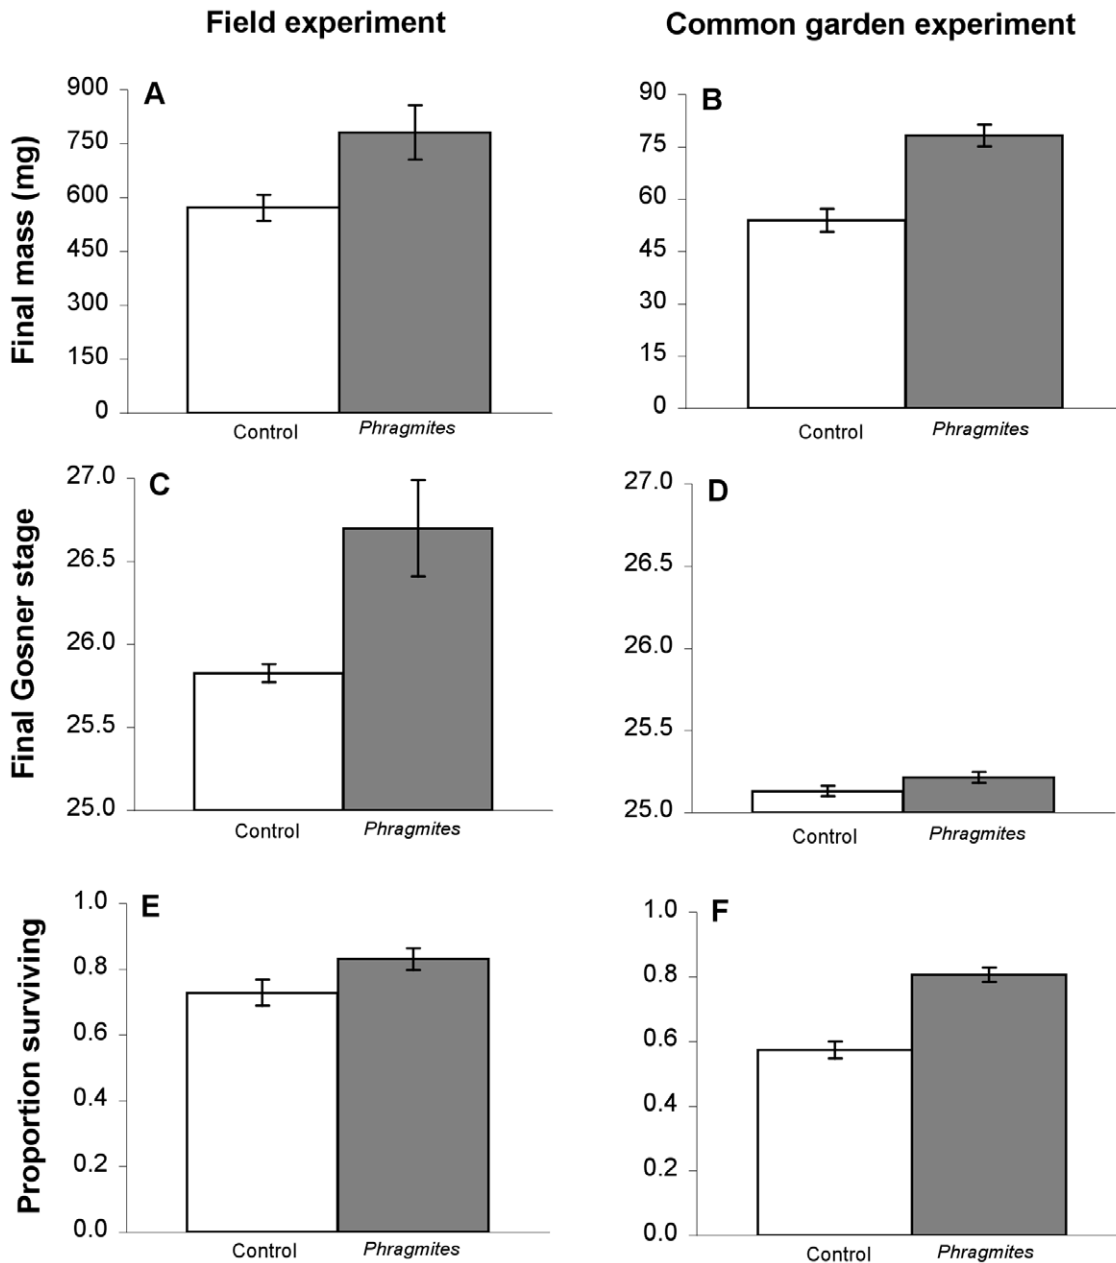 Field experiment
Common garden experiment
Final mass (mg)
A
900
750
600
450
300
150
0
Control
Phragmites
B
90
75
60
45
30
15
0
Control
Phragmites
Final Gosner stage
C
27.0
26.5
26.0
25.5
25.0
Control
Phragmites
D
27.0
26.5
26.0
25.5
25.0
Control
Phragmites
Proportion surviving
E
1.0
0.8
0.6
0.4
0.2
0.0
Control
Phragmites
F
1.0
0.8
0.6
0.4
0.2
0.0
Control
Phragmites